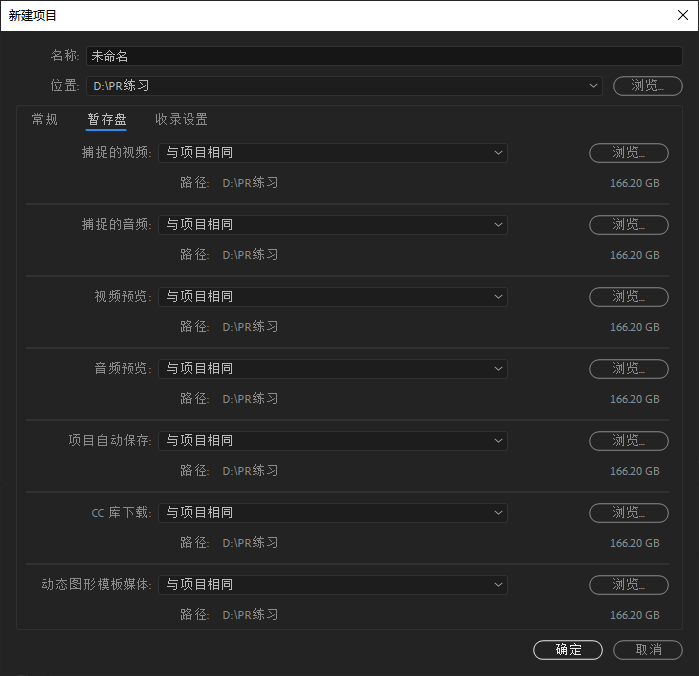 新建项目
名称: 未命名
位置: D:\PR练习 浏览...
常规 暂存盘 收录设置
捕捉的视频: 与项目相同 浏览...
路径: D:\PR练习 166.20 GB
捕捉的音频: 与项目相同 浏览...
路径: D:\PR练习 166.20 GB
视频预览: 与项目相同 浏览...
路径: D:\PR练习 166.20 GB
音频预览: 与项目相同 浏览...
路径: D:\PR练习 166.20 GB
项目自动保存: 与项目相同 浏览...
路径: D:\PR练习 166.20 GB
CC 库下载: 与项目相同 浏览...
路径: D:\PR练习 166.20 GB
动态图形模板媒体: 与项目相同 浏览...
路径: D:\PR练习 166.20 GB
确定 取消